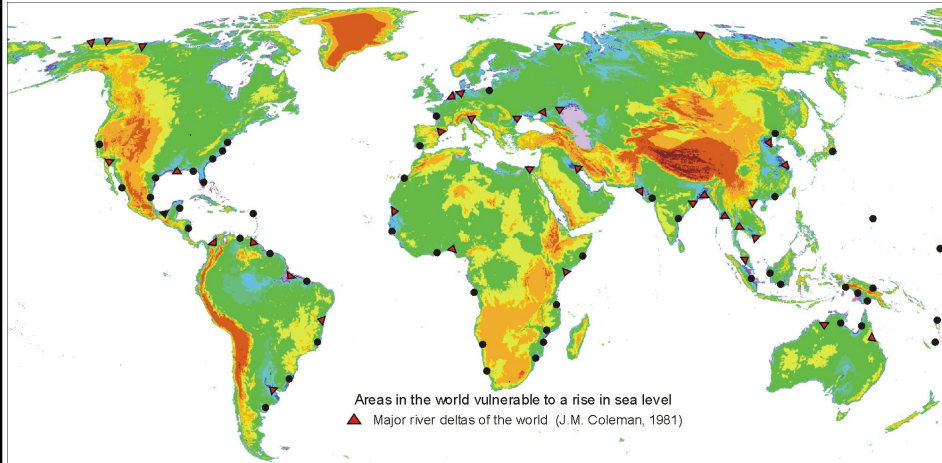 Areas in the world vulnerable to a rise in sea level
Major river deltas of the world (J.M. Coleman, 1981)